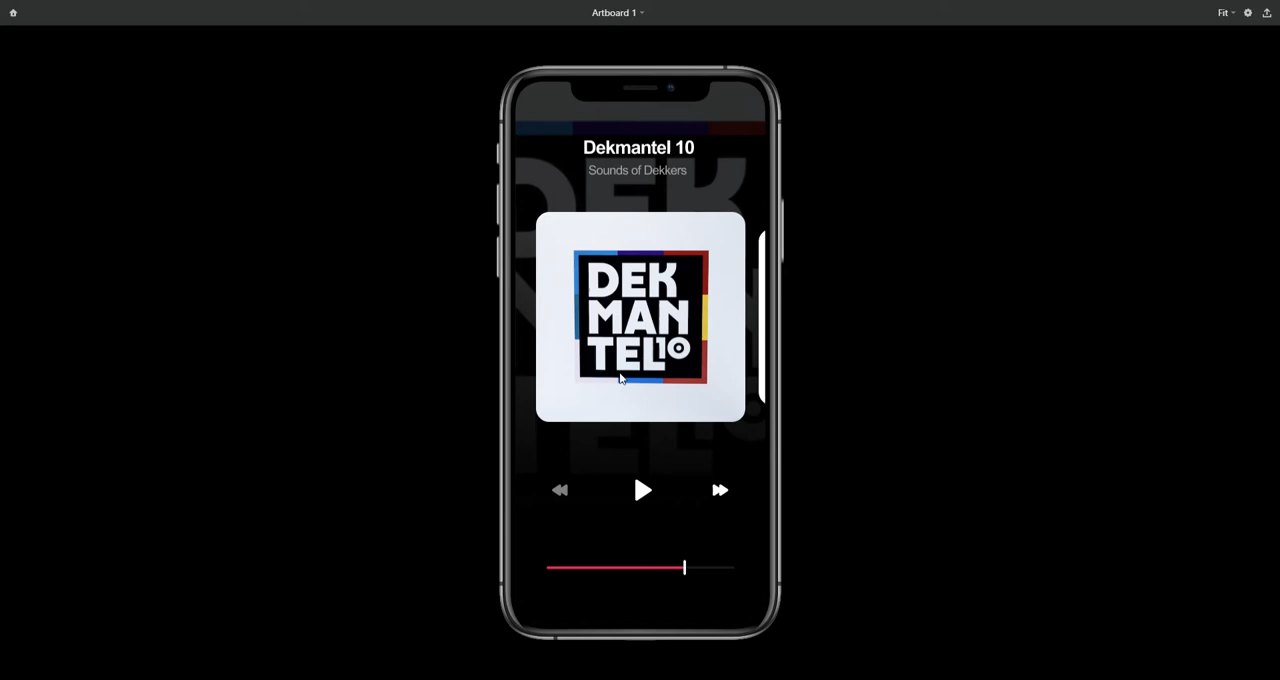 Artboard 1
Fit
Dekmantel 10
Sounds of Dekkers
DEK
MAN
TEL10